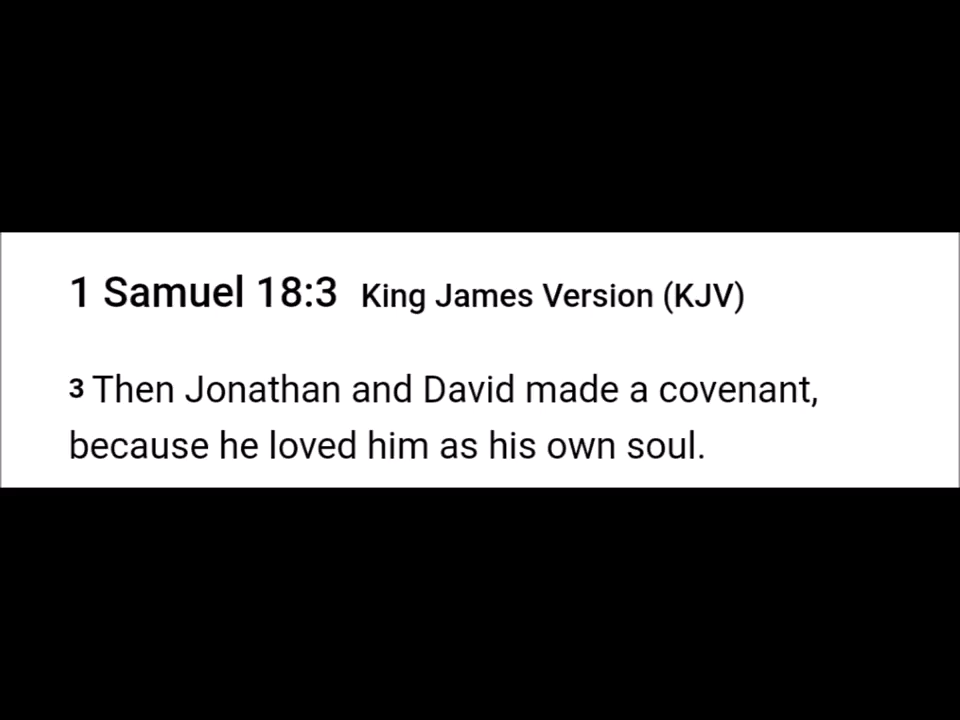 1 Samuel 18:3 King James Version (KJV)
3 Then Jonathan and David made a covenant,
because he loved him as his own soul.